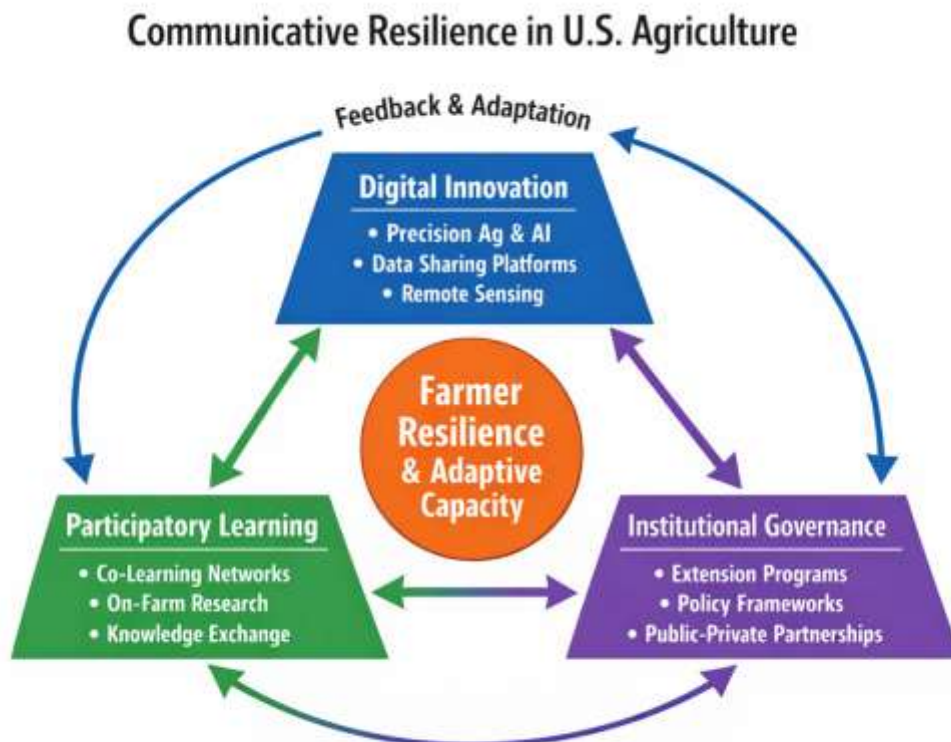 Communicative Resilience in U.S. Agriculture
Feedback & Adaptation
Digital Innovation
• Precision Ag & AI
• Data Sharing Platforms
• Remote Sensing
Farmer
Resilience
& Adaptive
Capacity
Participatory Learning
• Co-Learning Networks
• On-Farm Research
• Knowledge Exchange
Institutional Governance
• Extension Programs
• Policy Frameworks
• Public-Private Partnerships